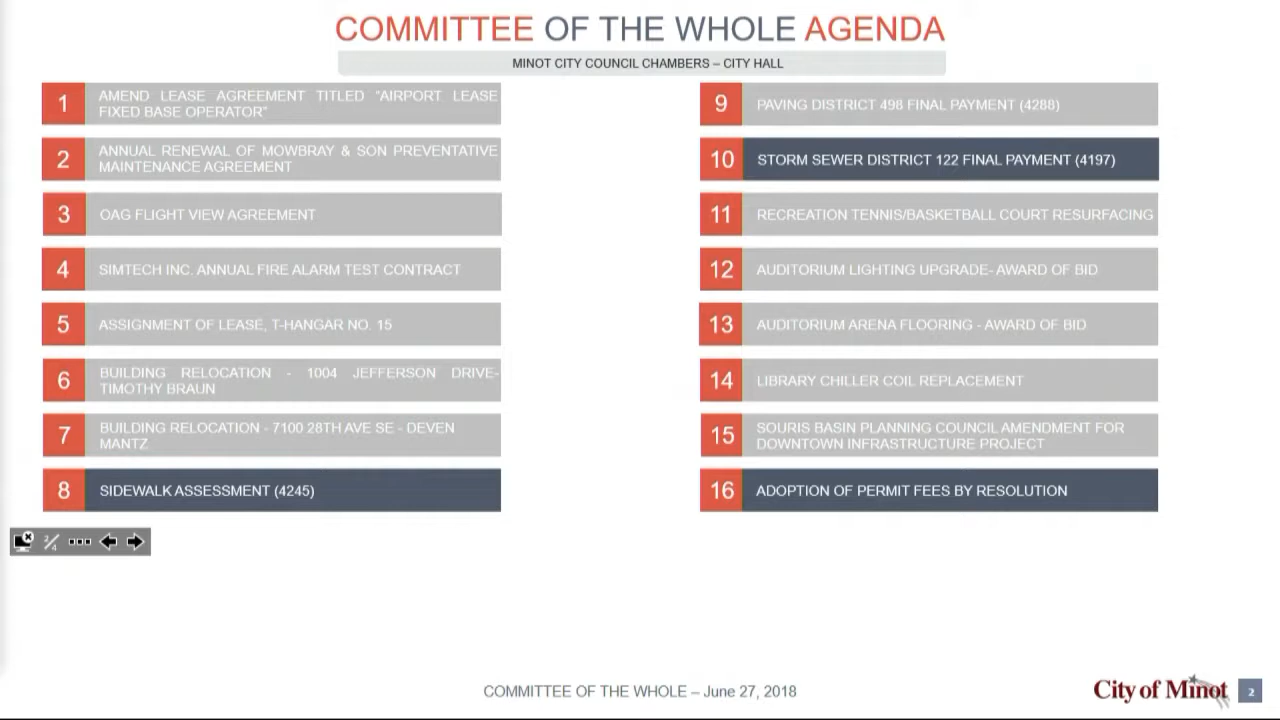 COMMITTEE OF THE WHOLE AGENDA
MINOT CITY COUNCIL CHAMBERS – CITY HALL
1 AMEND LEASE AGREEMENT TITLED "AIRPORT LEASE
FIXED BASE OPERATOR"
2 ANNUAL RENEWAL OF MOWBRAY & SON PREVENTATIVE
MAINTENANCE AGREEMENT
3 OAG FLIGHT VIEW AGREEMENT
4 SIMTECH INC. ANNUAL FIRE ALARM TEST CONTRACT
5 ASSIGNMENT OF LEASE, T-HANGAR NO. 15
6 BUILDING RELOCATION - 1004 JEFFERSON DRIVE-
TIMOTHY BRAUN
7 BUILDING RELOCATION - 7100 28TH AVE SE - DEVEN
MANTZ
8 SIDEWALK ASSESSMENT (4245)
9 PAVING DISTRICT 498 FINAL PAYMENT (4288)
10 STORM SEWER DISTRICT 122 FINAL PAYMENT (4197)
11 RECREATION TENNIS/BASKETBALL COURT RESURFACING
12 AUDITORIUM LIGHTING UPGRADE- AWARD OF BID
13 AUDITORIUM ARENA FLOORING - AWARD OF BID
14 LIBRARY CHILLER COIL REPLACEMENT
15 SOURIS BASIN PLANNING COUNCIL AMENDMENT FOR
DOWNTOWN INFRASTRUCTURE PROJECT
16 ADOPTION OF PERMIT FEES BY RESOLUTION
COMMITTEE OF THE WHOLE – June 27, 2018
City of Minot
2